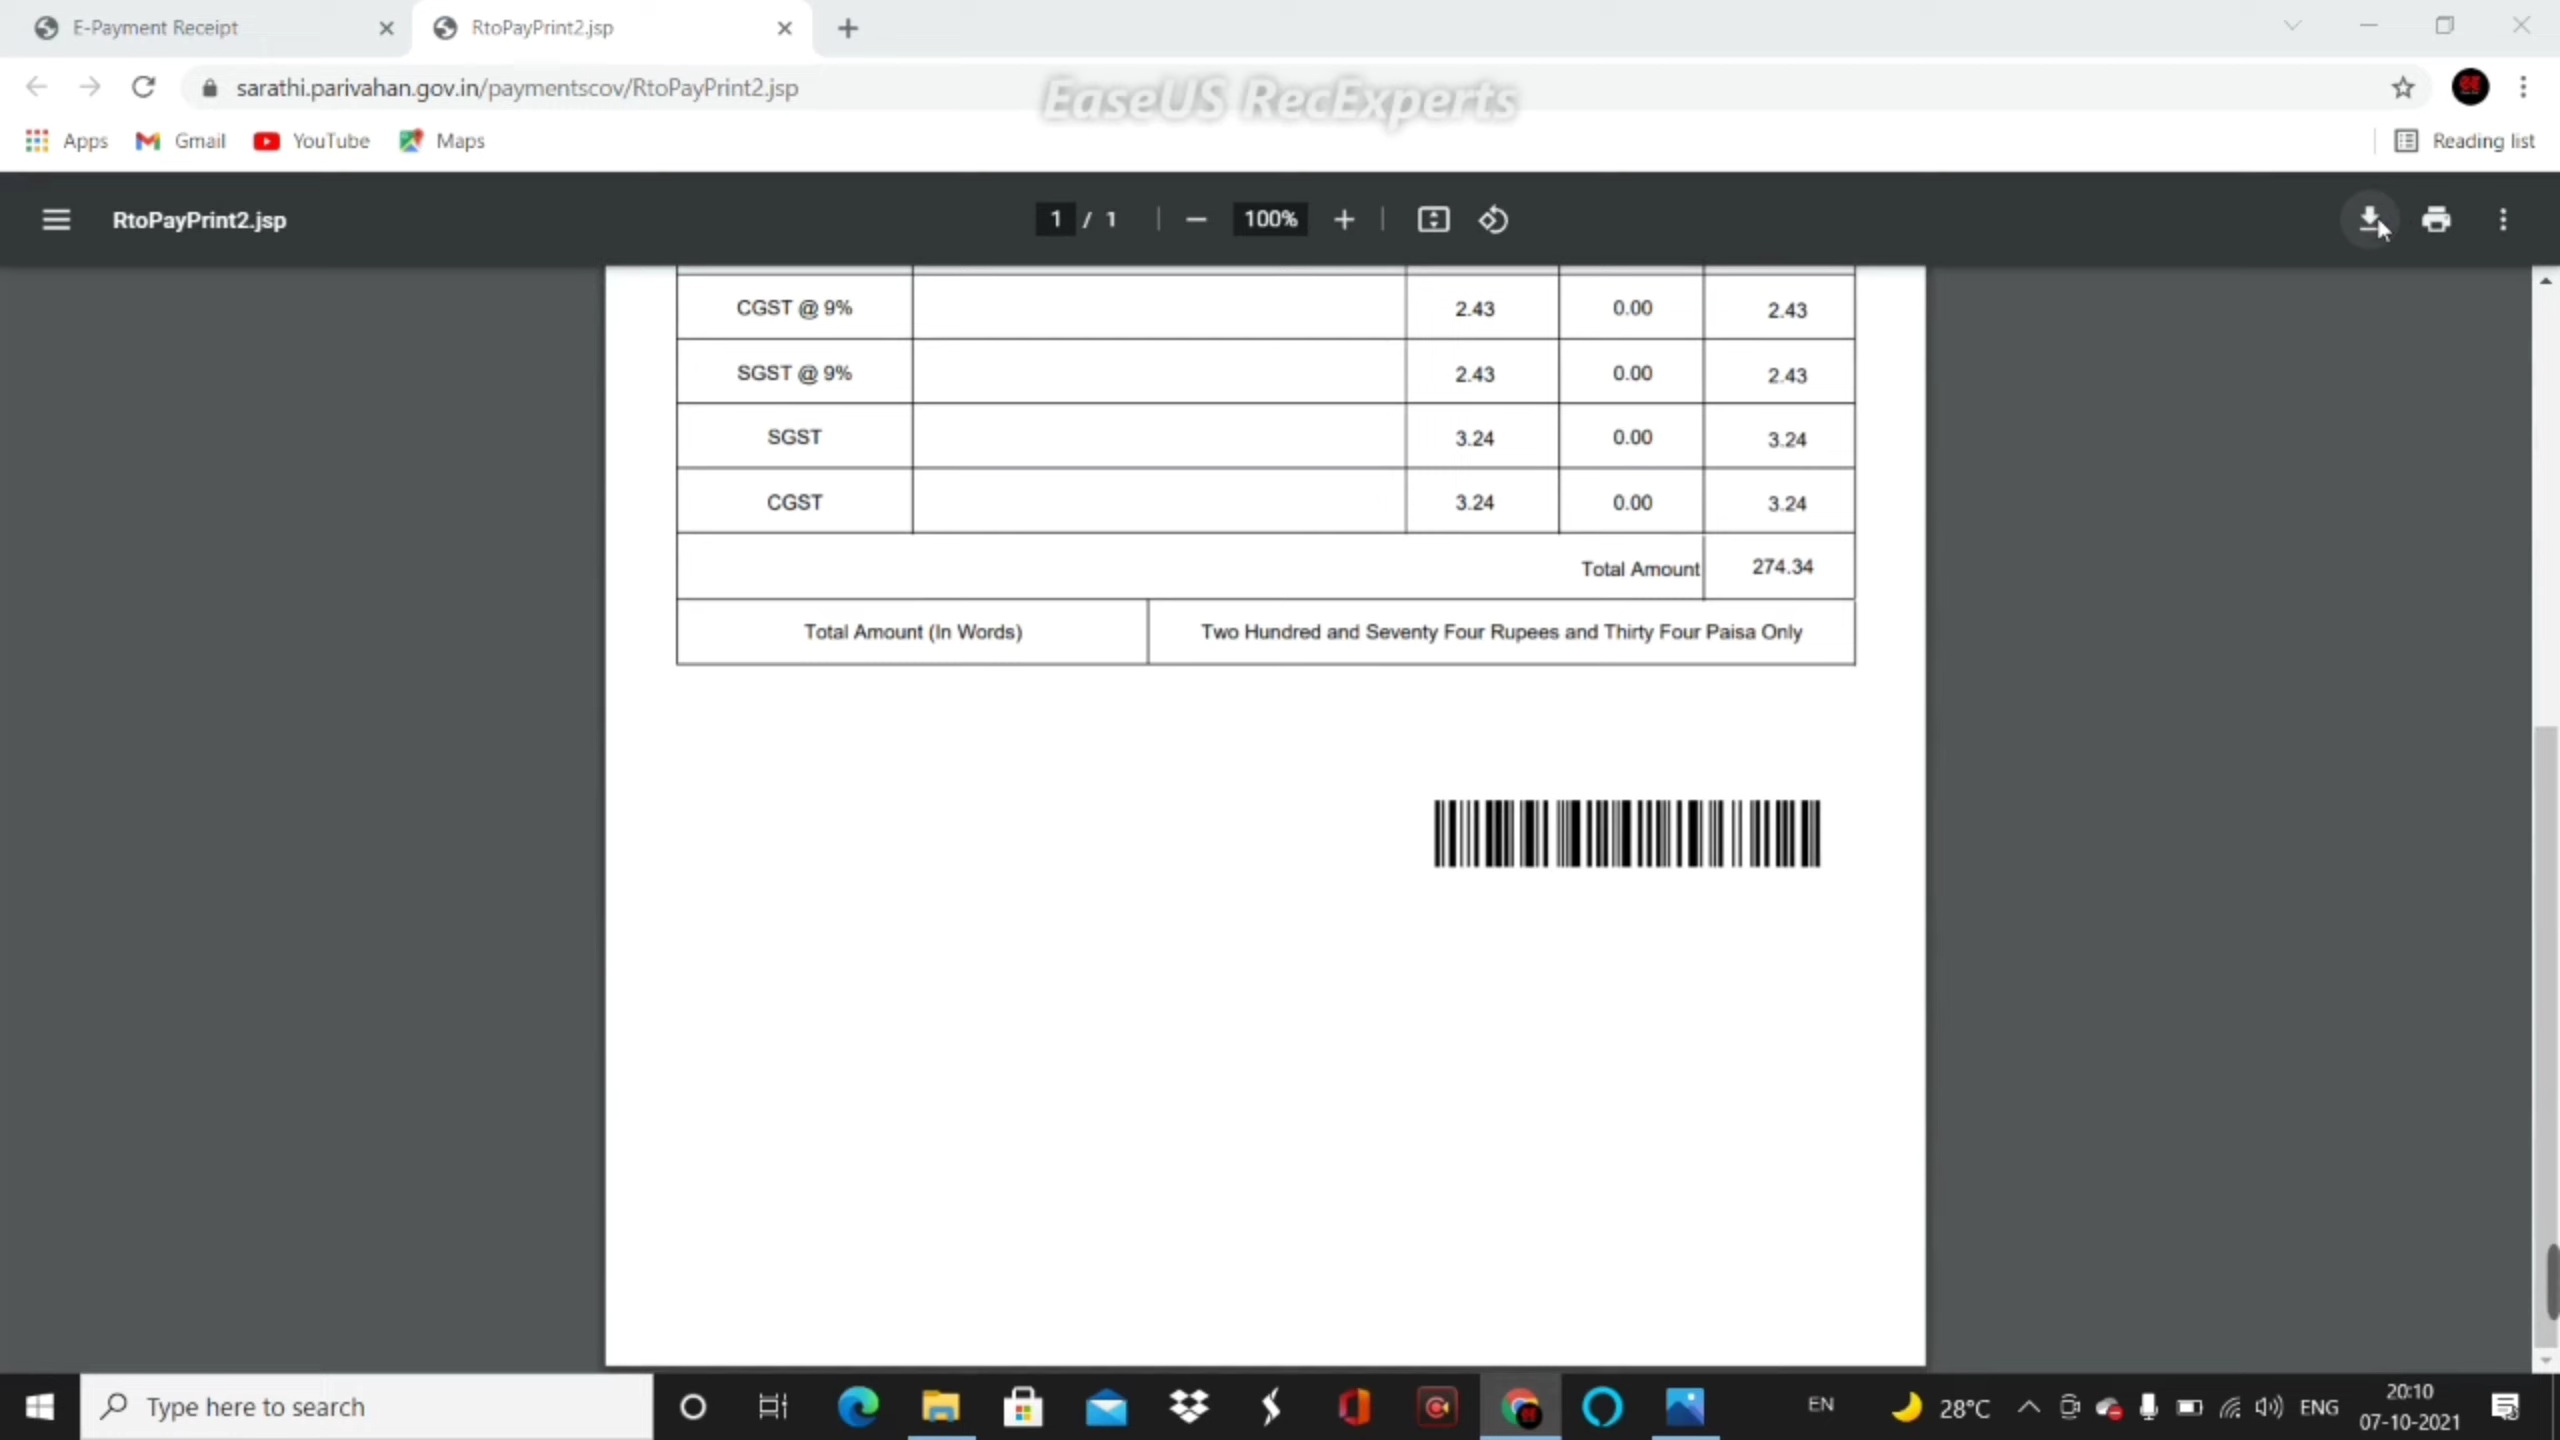 E-Payment Receipt
RtoPayPrint2.jsp
sarathi.parivahan.gov.in/paymentscov/RtoPayPrint2.jsp
EaseUS RecExperts
Apps
Gmail
YouTube
Maps
Reading list
RtoPayPrint2.jsp
1 / 1
100%
CGST @ 9% 2.43 0.00 2.43
SGST @ 9% 2.43 0.00 2.43
SGST 3.24 0.00 3.24
CGST 3.24 0.00 3.24
Total Amount 274.34
Total Amount (In Words) Two Hundred and Seventy Four Rupees and Thirty Four Paisa Only
Type here to search
EN
28°C
ENG
20:10
07-10-2021